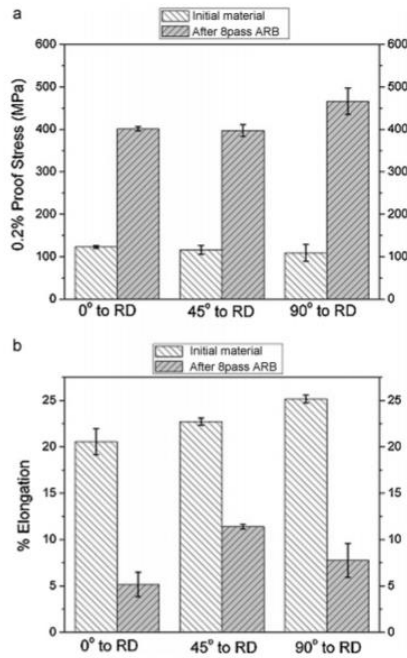 a
Initial material
After 8pass ARB
0.2% Proof Stress (MPa)
600 600
500 500
400 400
300 300
200 200
100 100
0 0
0° to RD 45° to RD 90° to RD
b
Initial material
After 8pass ARB
% Elongation
25 25
20 20
15 15
10 10
5 5
0 0
0° to RD 45° to RD 90° to RD